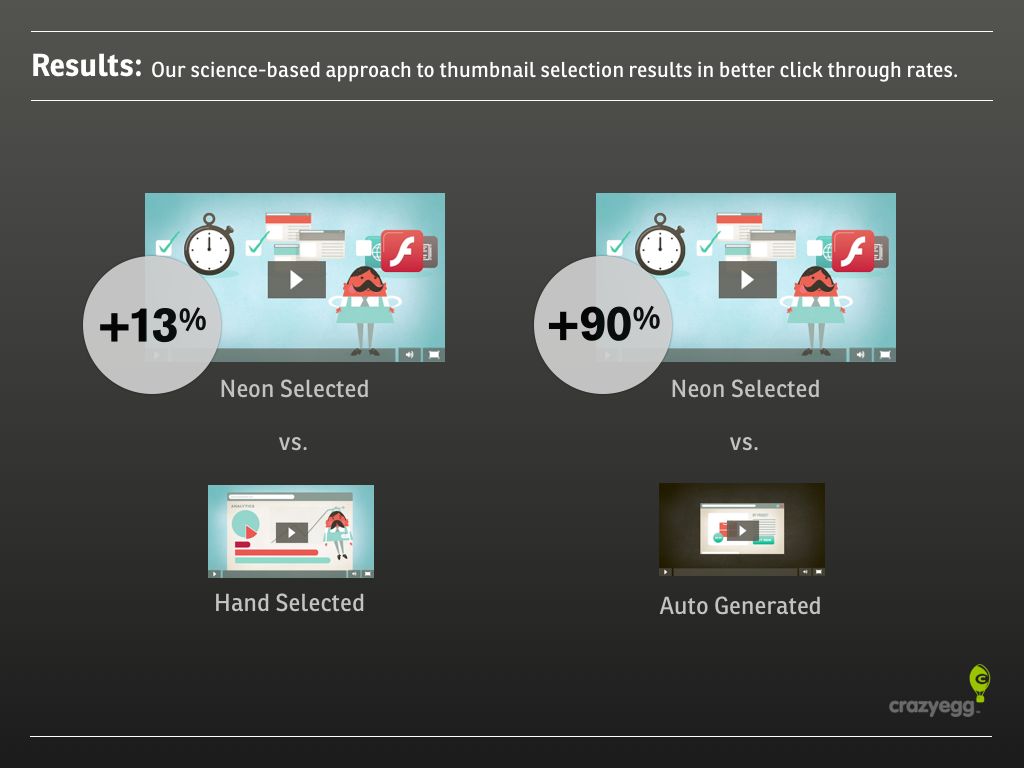 Results: Our science-based approach to thumbnail selection results in better click through rates.
+13%
+90%
Neon Selected
Neon Selected
vs.
vs.
ANALYTICS
Hand Selected
Auto Generated
crazyegg